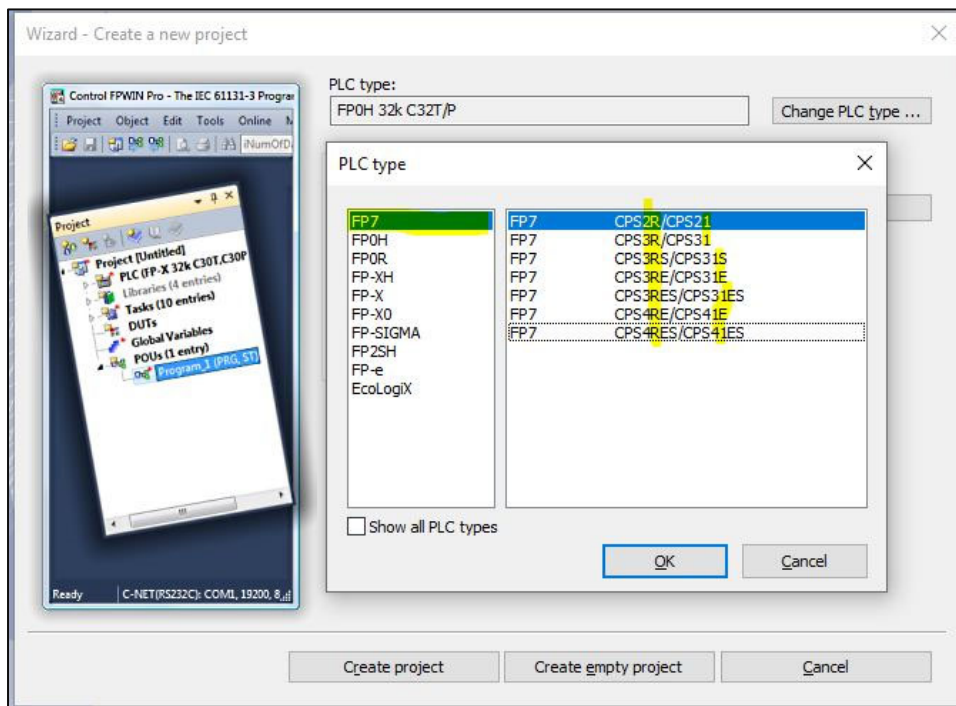 Wizard - Create a new project
Control FPWIN Pro - The IEC 61131-3 Progra
Project Object Edit Tools Online
iNumOfD
Project
Project [Untitled]
PLC (FP-X 32k C30T,C30P
Libraries (4 entries)
Tasks (10 entries)
DUTs
Global Variables
POUs (1 entry)
Program_1 (PRG, ST)
Ready C-NET(RS232C): COM1, 19200, 8,
PLC type:
FP0H 32k C32T/P
Change PLC type ...
PLC type
FP7
FP0H
FP0R
FP-XH
FP-X
FP-X0
FP-SIGMA
FP2SH
FP-e
EcoLogiX
FP7 CPS2R/CPS21
FP7 CPS3R/CPS31
FP7 CPS3RS/CPS31S
FP7 CPS3RE/CPS31E
FP7 CPS3RES/CPS31ES
FP7 CPS4RE/CPS41E
FP7 CPS4RES/CPS41ES
Show all PLC types
OK
Cancel
Create project
Create empty project
Cancel